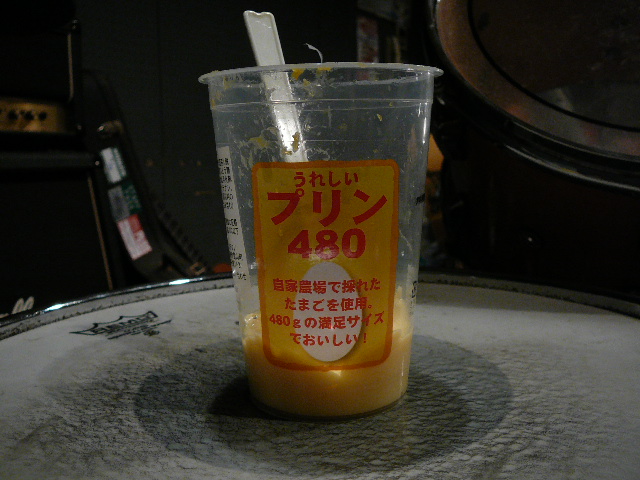 うれしい
プリン
480
自家農場で採れた
たまごを使用。
480gの満足サイズ
でおいしい!
REMO